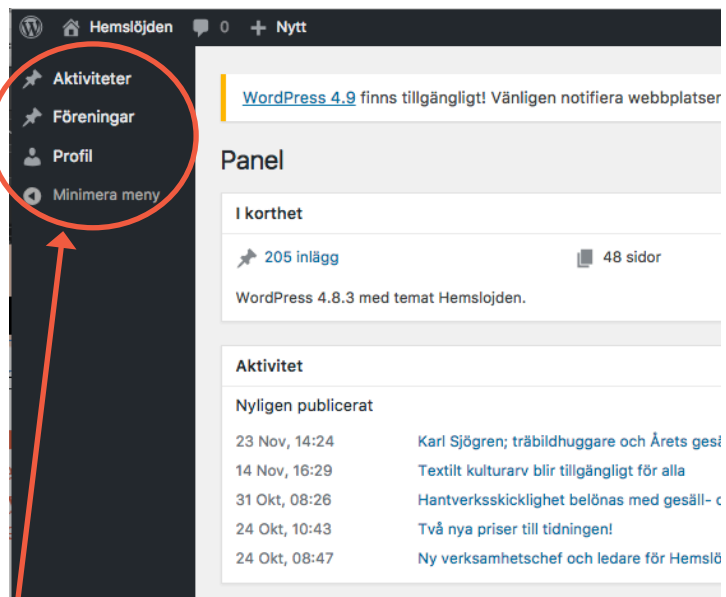 Hemslöjden 0 Nytt
Aktiviteter
Föreningar
Profil
Minimera meny
WordPress 4.9 finns tillgängligt! Vänligen notifiera webbplatsen
Panel
I korthet
205 inlägg 48 sidor
WordPress 4.8.3 med temat Hemslojden.
Aktivitet
Nyligen publicerat
23 Nov, 14:24 Karl Sjögren; träbildhuggare och Årets
14 Nov, 16:29 Textilt kulturarv blir tillgängligt för alla
31 Okt, 08:26 Hantverksskicklighet belönas med gesäll-
24 Okt, 10:43 Två nya priser till tidningen!
24 Okt, 08:47 Ny verksamhetschef och ledare för